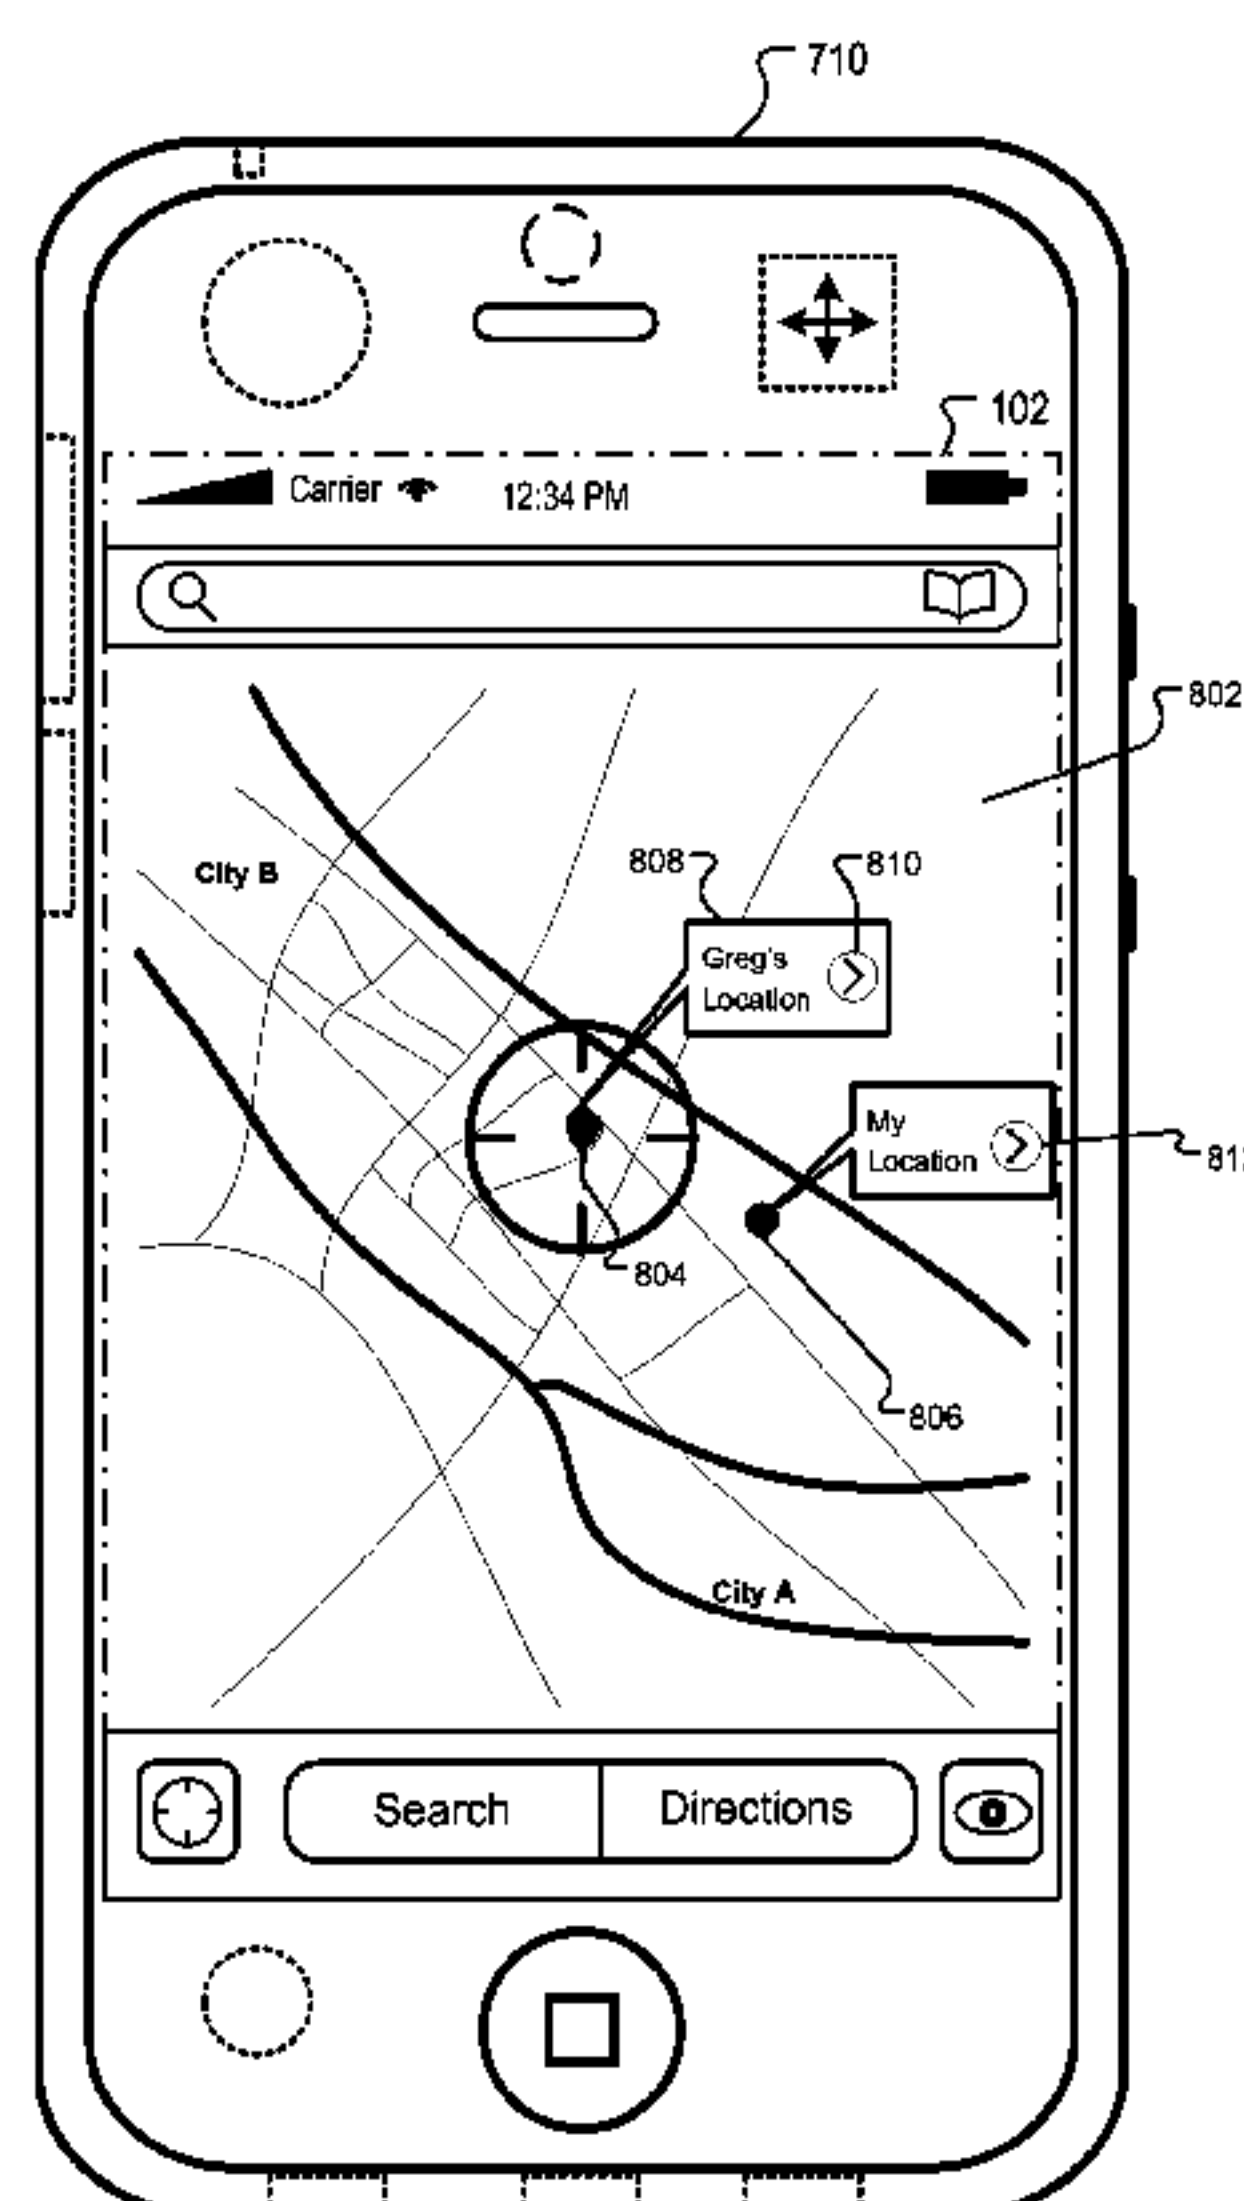 710
102
Carrier 12:34 PM
802
808 810
City B
Greg's
Location
My
Location
804
806
City A
Search Directions